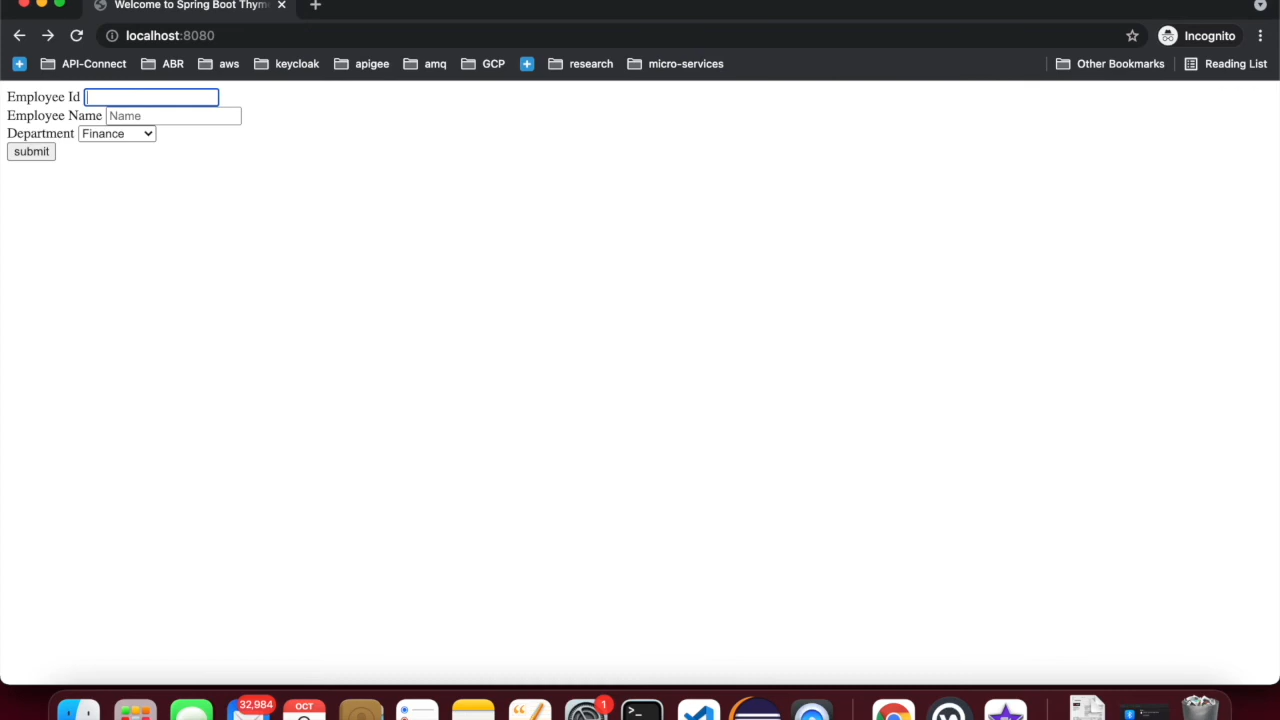 Welcome to Spring Boot Thyme
localhost:8080
Incognito
API-Connect ABR aws keycloak apigee amq GCP research micro-services Other Bookmarks Reading List
Employee Id
Employee Name Name
Department Finance
submit
32,984 OCT 1